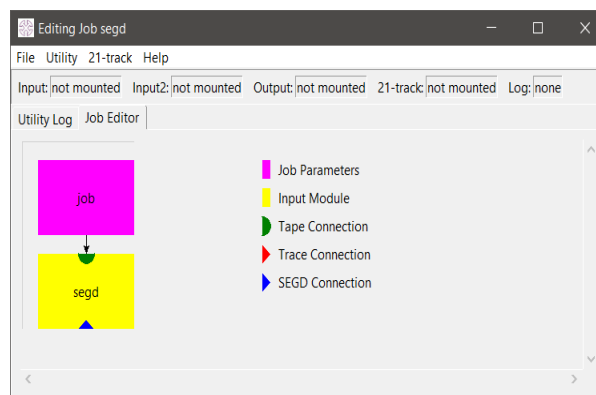 Editing Job segd
File Utility 21-track Help
Input: not mounted Input2: not mounted Output: not mounted 21-track: not mounted Log: none
Utility Log Job Editor
job
segd
Job Parameters
Input Module
Tape Connection
Trace Connection
SEGD Connection